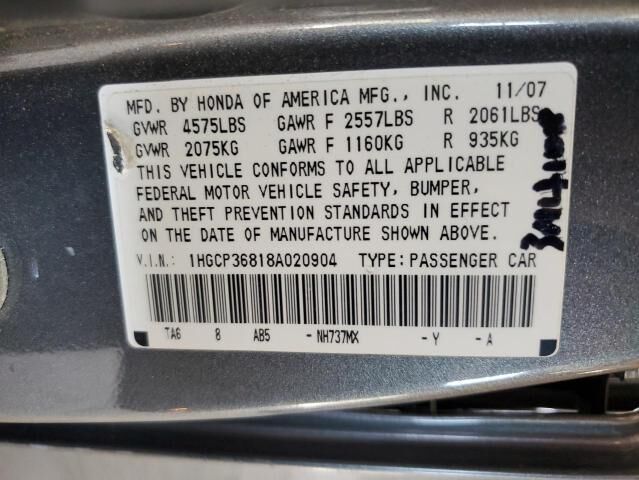 MFD. BY HONDA OF AMERICA MFG., INC. 11/07
GVWR 4575LBS GAWR F 2557LBS R 2061LBS
GVWR 2075KG GAWR F 1160KG R 935KG
THIS VEHICLE CONFORMS TO ALL APPLICABLE
FEDERAL MOTOR VEHICLE SAFETY, BUMPER,
AND THEFT PREVENTION STANDARDS IN EFFECT
ON THE DATE OF MANUFACTURE SHOWN ABOVE.
V.I.N.: 1HGCP36818A020904 TYPE: PASSENGER CAR
TA6 8 AB5 - NH737MX - Y - A